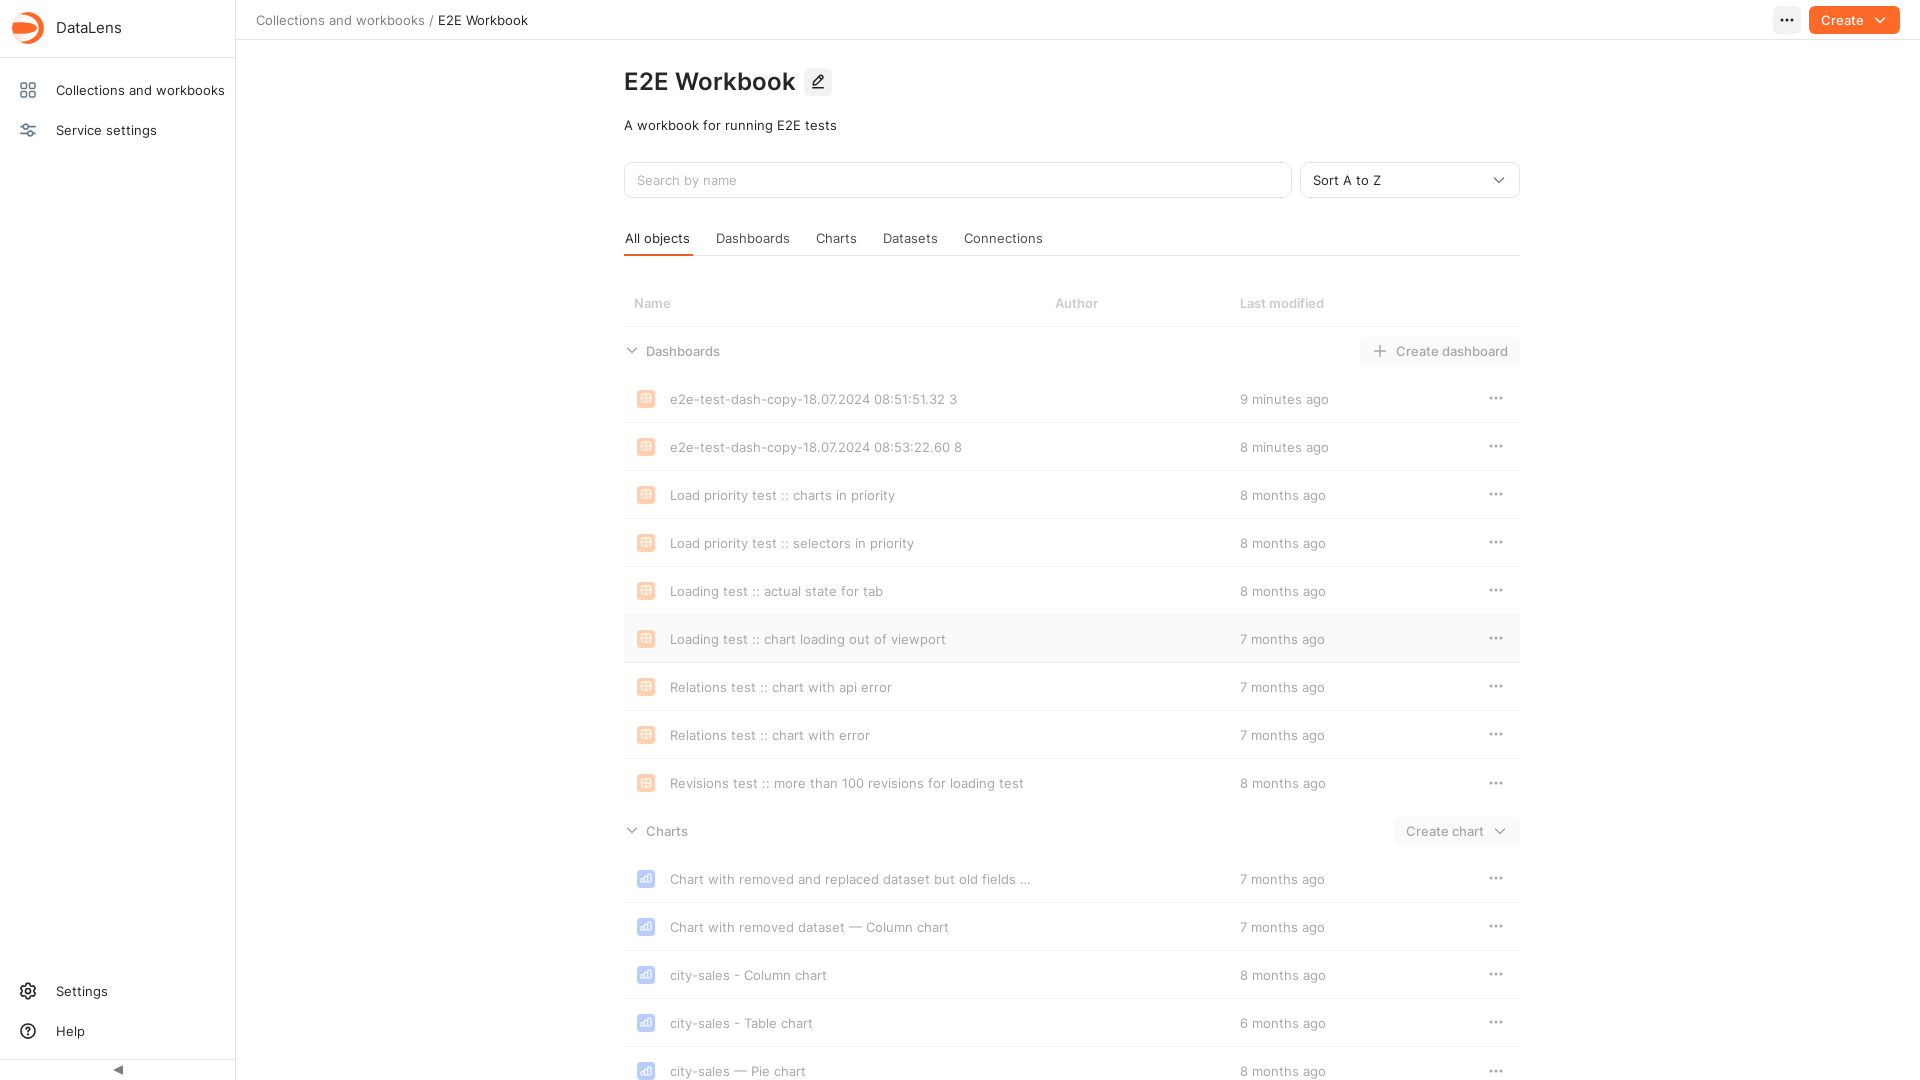 DataLens
Collections and workbooks / E2E Workbook
Create
Collections and workbooks
Service settings
E2E Workbook
A workbook for running E2E tests
Search by name
Sort A to Z
All objects Dashboards Charts Datasets Connections
Name Author Last modified
Dashboards Create dashboard
e2e-test-dash-copy-18.07.2024 08:51:51.32 3 9 minutes ago
e2e-test-dash-copy-18.07.2024 08:53:22.60 8 8 minutes ago
Load priority test :: charts in priority 8 months ago
Load priority test :: selectors in priority 8 months ago
Loading test :: actual state for tab 8 months ago
Loading test :: chart loading out of viewport 7 months ago
Relations test :: chart with api error 7 months ago
Relations test :: chart with error 7 months ago
Revisions test :: more than 100 revisions for loading test 8 months ago
Charts Create chart
Chart with removed and replaced dataset but old fields ... 7 months ago
Chart with removed dataset — Column chart 7 months ago
city-sales - Column chart 8 months ago
city-sales - Table chart 6 months ago
city-sales — Pie chart 8 months ago
Settings
Help